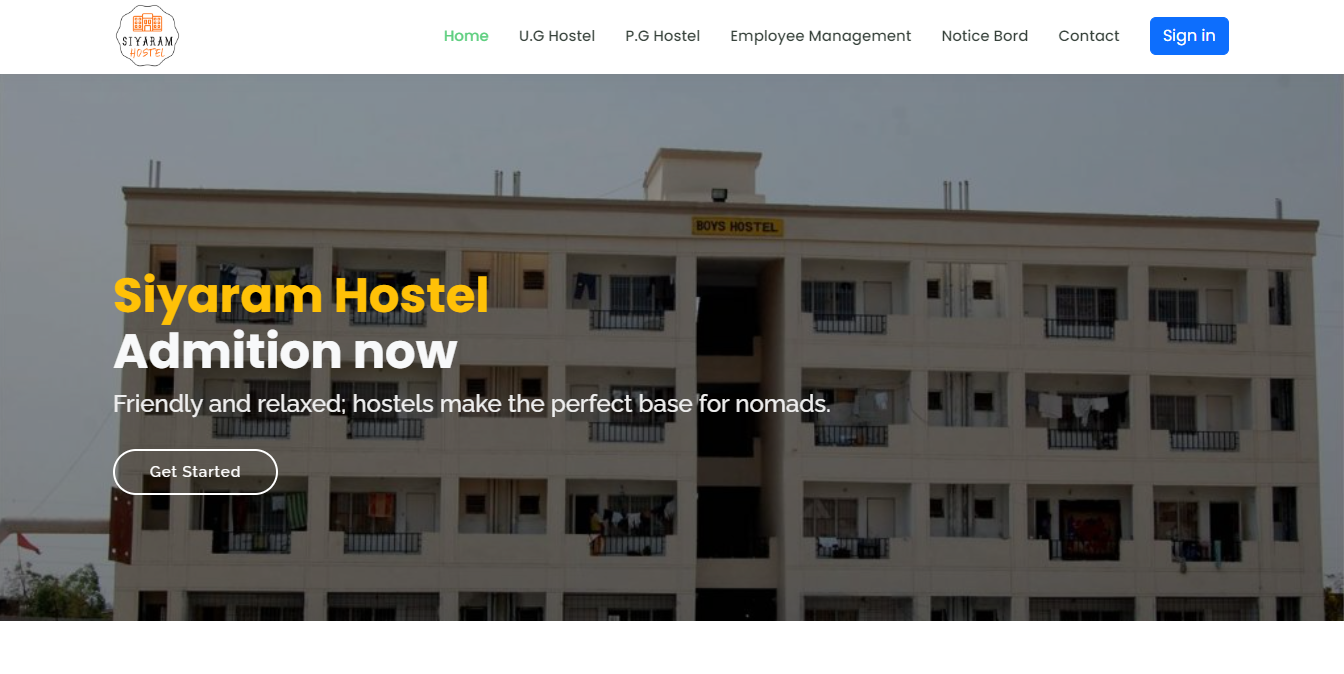 SIYARAM
HOSTEL
Home
U.G Hostel
P.G Hostel
Employee Management
Notice Bord
Contact
Sign in
BOYS HOSTEL
Siyaram Hostel
Admition now
Friendly and relaxed; hostels make the perfect base for nomads.
Get Started